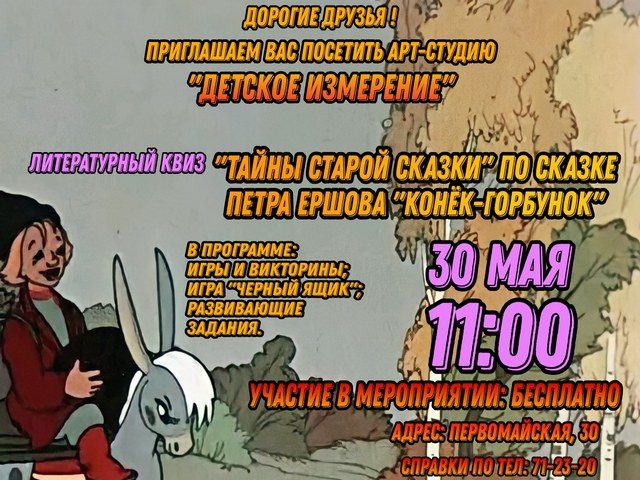 ДОРОГИЕ ДРУЗЬЯ !
ПРИГЛАШАЕМ ВАС ПОСЕТИТЬ АРТ-СТУДИЮ
"ДЕТСКОЕ ИЗМЕРЕНИЕ"
ЛИТЕРАТУРНЫЙ КВИЗ "ТАЙНЫ СТАРОЙ СКАЗКИ" ПО СКАЗКЕ
ПЕТРА ЕРШОВА "КОНЁК-ГОРБУНОК"
В ПРОГРАММЕ:
ИГРЫ И ВИКТОРИНЫ;
ИГРА "ЧЕРНЫЙ ЯЩИК";
РАЗВИВАЮЩИЕ
ЗАДАНИЯ.
30 МАЯ
11:00
УЧАСТИЕ В МЕРОПРИЯТИИ: БЕСПЛАТНО
АДРЕС: ПЕРВОМАЙСКАЯ, 30
СПРАВКИ ПО ТЕЛ: 71-23-20